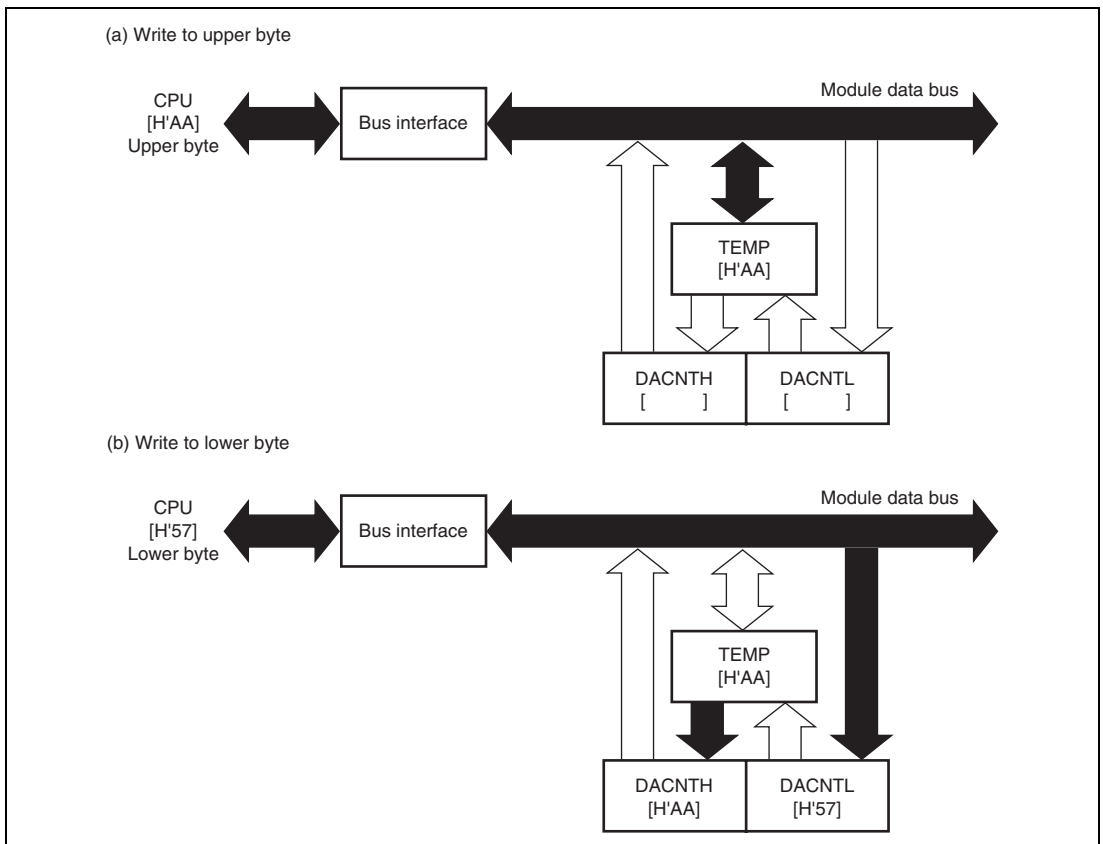 (a) Write to upper byte
CPU
[H'AA]
Upper byte
Bus interface
Module data bus
TEMP
[H'AA]
DACNTH
[ ]
DACNTL
[ ]
(b) Write to lower byte
CPU
[H'57]
Lower byte
Bus interface
Module data bus
TEMP
[H'AA]
DACNTH
[H'AA]
DACNTL
[H'57]